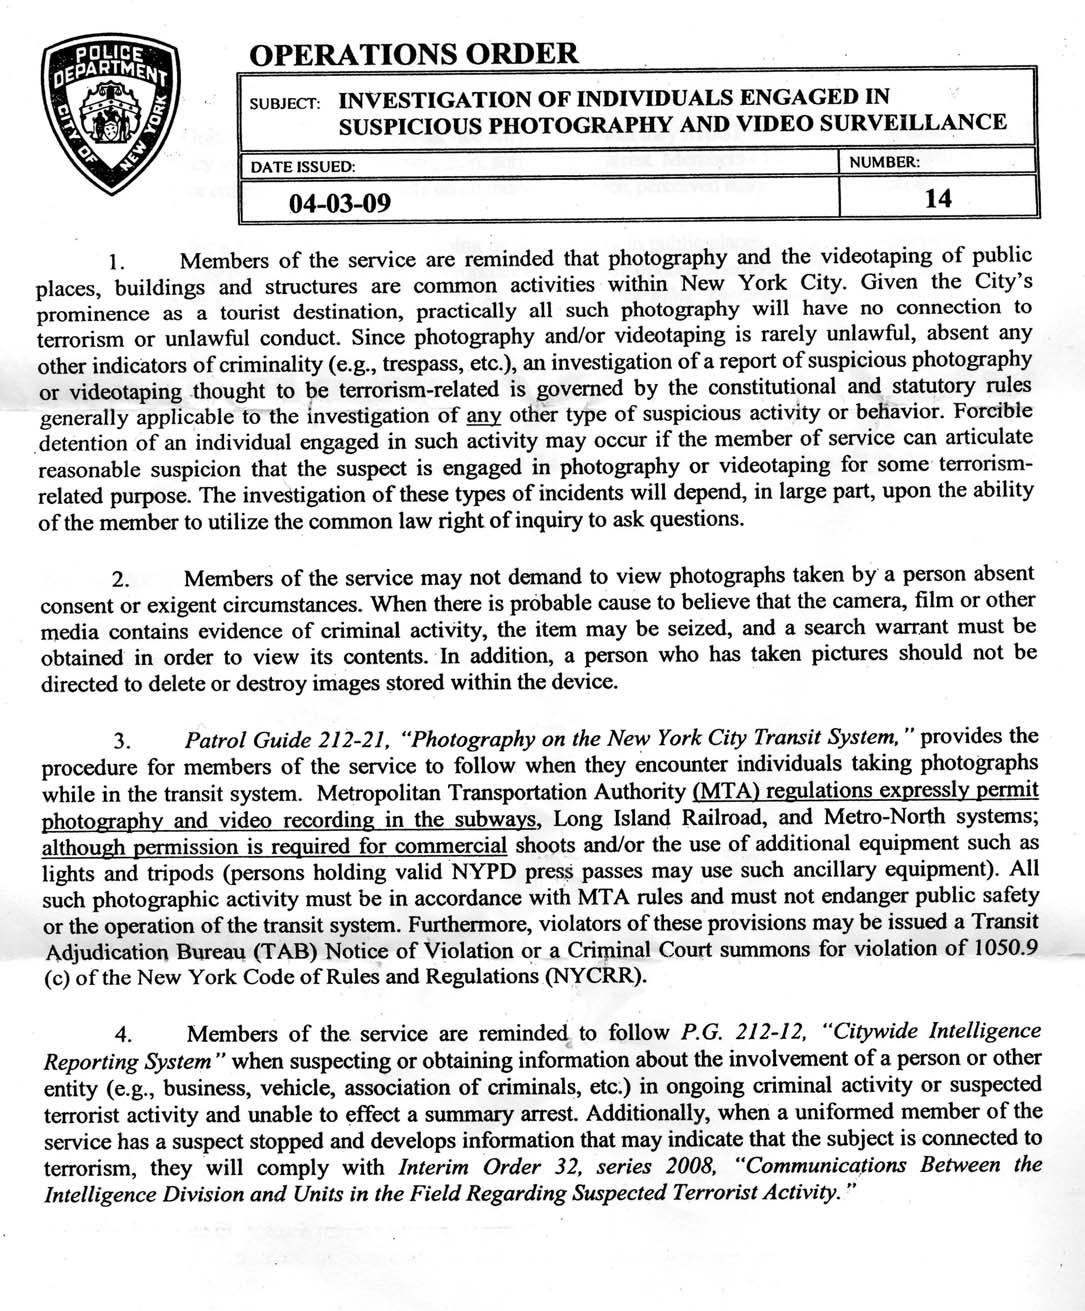 POLICE
DEPARTMENT
CITY OF
NEW YORK
OPERATIONS ORDER
SUBJECT: INVESTIGATION OF INDIVIDUALS ENGAGED IN
SUSPICIOUS PHOTOGRAPHY AND VIDEO SURVEILLANCE
DATE ISSUED:
NUMBER:
04-03-09
14
1. Members of the service are reminded that photography and the videotaping of public
places, buildings and structures are common activities within New York City. Given the City's
prominence as a tourist destination, practically all such photography will have no connection to
terrorism or unlawful conduct. Since photography and/or videotaping is rarely unlawful, absent any
other indicators of criminality (e.g., trespass, etc.), an investigation of a report of suspicious photography
or videotaping thought to be terrorism-related is governed by the constitutional and statutory rules
generally applicable to the investigation of any other type of suspicious activity or behavior. Forcible
detention of an individual engaged in such activity may occur if the member of service can articulate
reasonable suspicion that the suspect is engaged in photography or videotaping for some terrorism-
related purpose. The investigation of these types of incidents will depend, in large part, upon the ability
of the member to utilize the common law right of inquiry to ask questions.
2. Members of the service may not demand to view photographs taken by a person absent
consent or exigent circumstances. When there is probable cause to believe that the camera, film or other
media contains evidence of criminal activity, the item may be seized, and a search warrant must be
obtained in order to view its contents. In addition, a person who has taken pictures should not be
directed to delete or destroy images stored within the device.
3. Patrol Guide 212-21, "Photography on the New York City Transit System," provides the
procedure for members of the service to follow when they encounter individuals taking photographs
while in the transit system. Metropolitan Transportation Authority (MTA) regulations expressly permit
photography and video recording in the subways, Long Island Railroad, and Metro-North systems;
although permission is required for commercial shoots and/or the use of additional equipment such as
lights and tripods (persons holding valid NYPD press passes may use such ancillary equipment). All
such photographic activity must be in accordance with MTA rules and must not endanger public safety
or the operation of the transit system. Furthermore, violators of these provisions may be issued a Transit
Adjudication Bureau (TAB) Notice of Violation or a Criminal Court summons for violation of 1050.9
(c) of the New York Code of Rules and Regulations (NYCRR).
4. Members of the service are reminded to follow P.G. 212-12, "Citywide Intelligence
Reporting System" when suspecting or obtaining information about the involvement of a person or other
entity (e.g., business, vehicle, association of criminals, etc.) in ongoing criminal activity or suspected
terrorist activity and unable to effect a summary arrest. Additionally, when a uniformed member of the
service has a suspect stopped and develops information that may indicate that the subject is connected to
terrorism, they will comply with Interim Order 32, series 2008, "Communications Between the
Intelligence Division and Units in the Field Regarding Suspected Terrorist Activity."